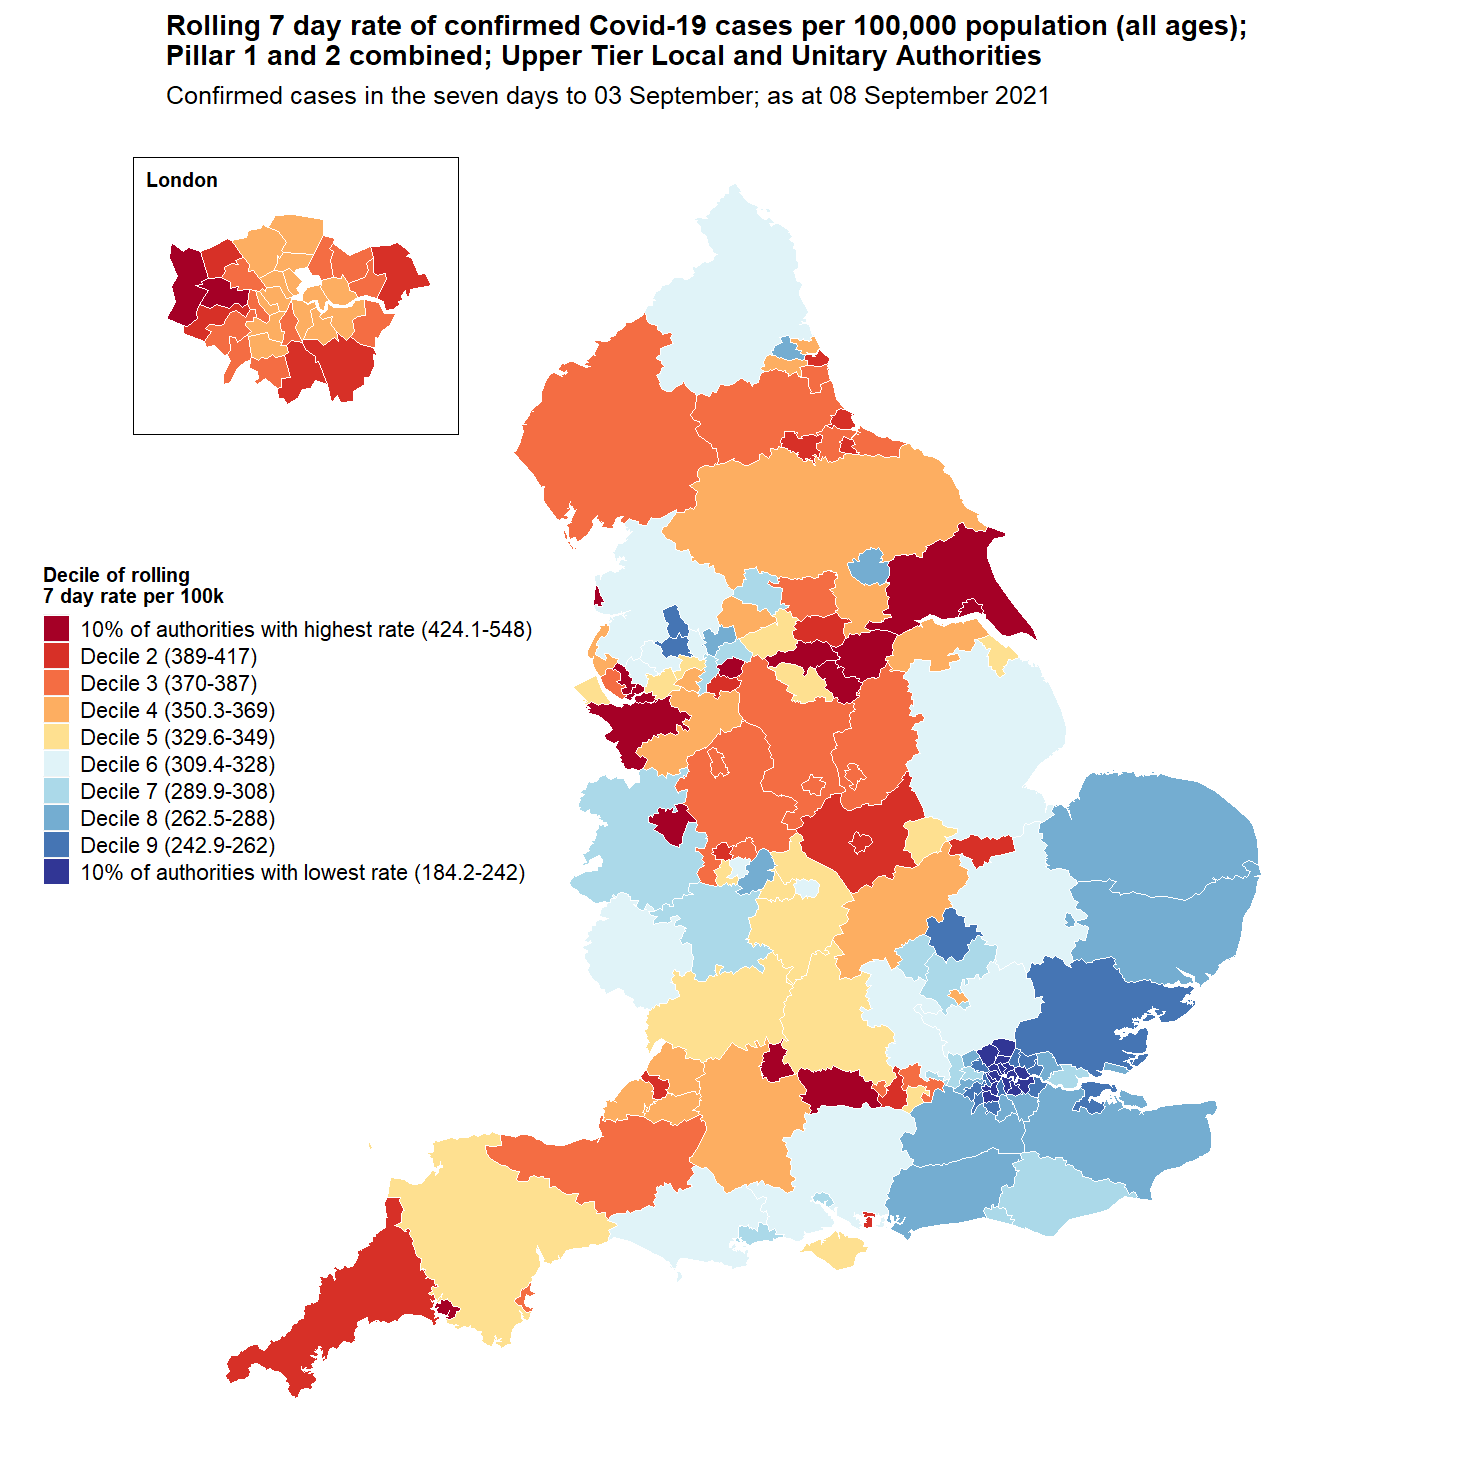 Rolling 7 day rate of confirmed Covid-19 cases per 100,000 population (all ages);
Pillar 1 and 2 combined; Upper Tier Local and Unitary Authorities
Confirmed cases in the seven days to 03 September; as at 08 September 2021
London
Decile of rolling
7 day rate per 100k
10% of authorities with highest rate (424.1-548)
Decile 2 (389-417)
Decile 3 (370-387)
Decile 4 (350.3-369)
Decile 5 (329.6-349)
Decile 6 (309.4-328)
Decile 7 (289.9-308)
Decile 8 (262.5-288)
Decile 9 (242.9-262)
10% of authorities with lowest rate (184.2-242)